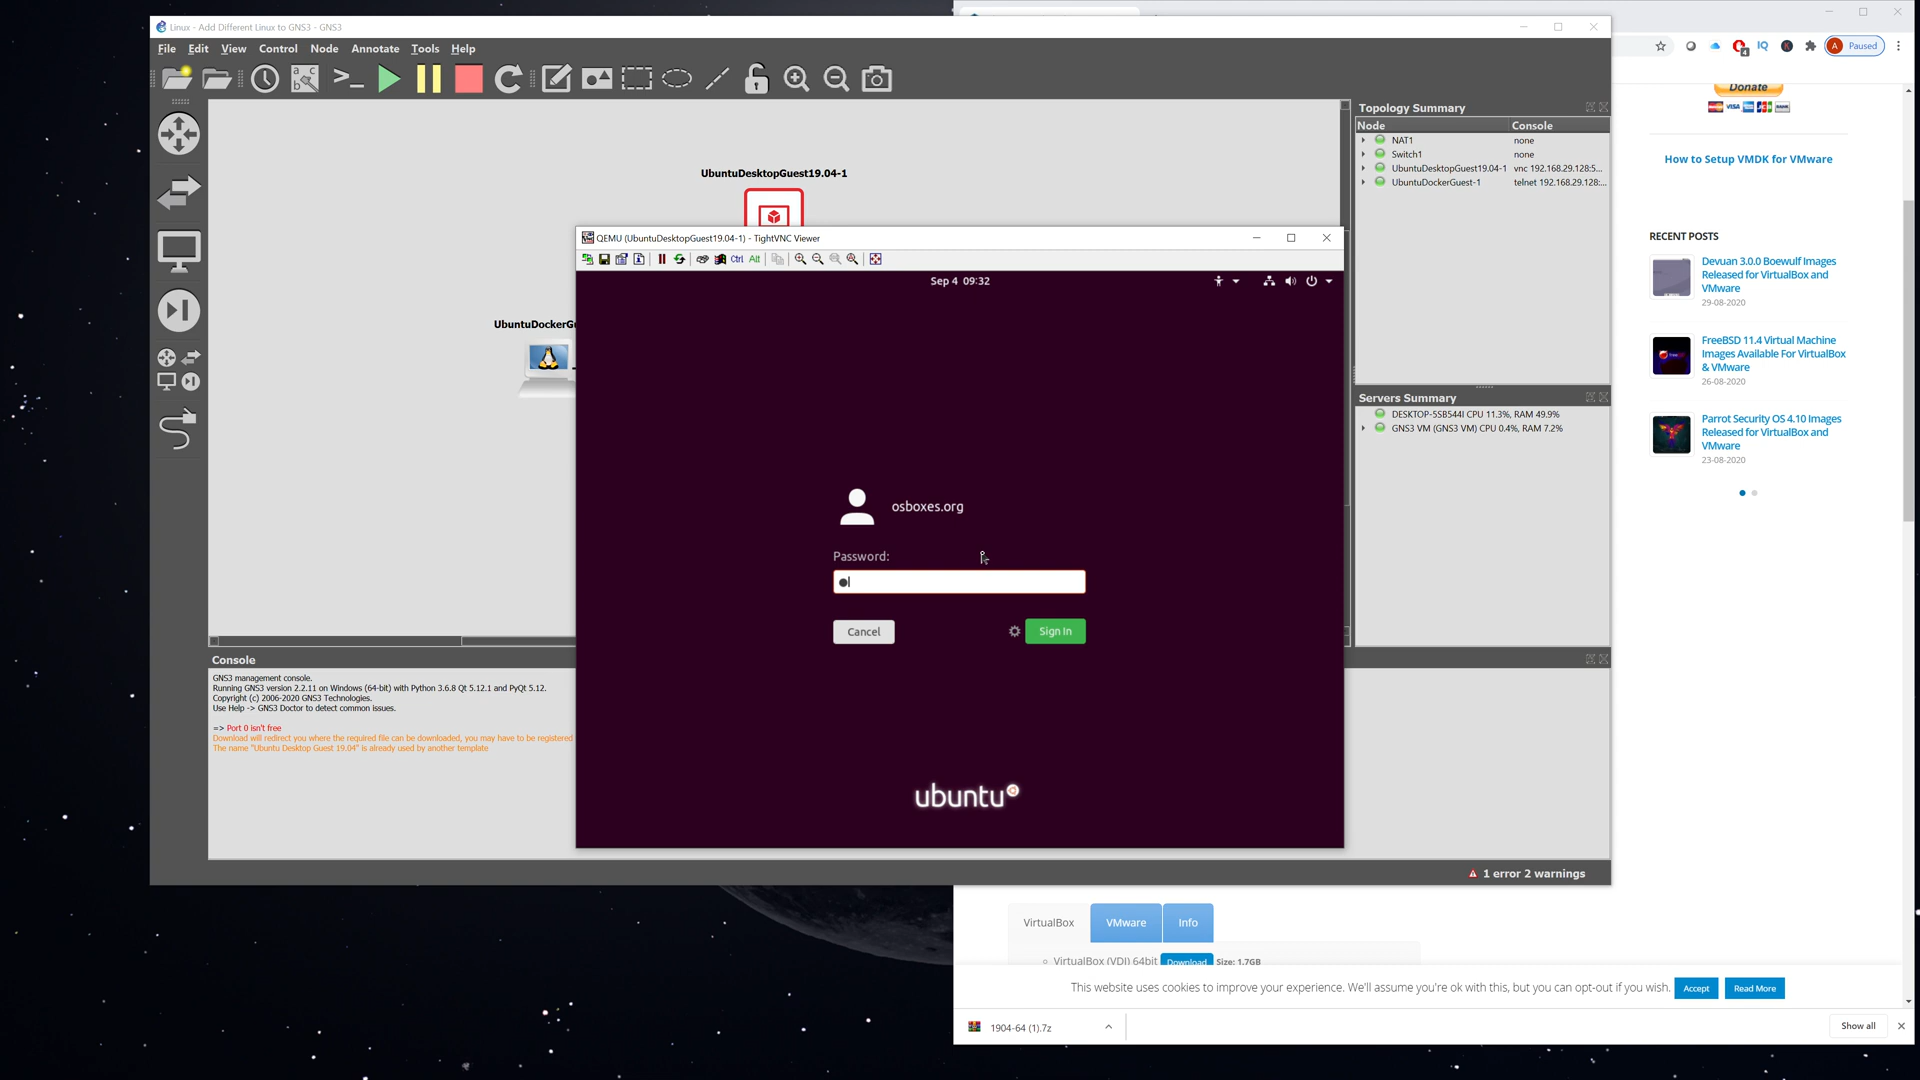 Linux - Add Different Linux to GNS3 - GNS3
File Edit View Control Node Annotate Tools Help
UbuntuDesktopGuest19.04-1
QEMU (UbuntuDesktopGuest19.04-1) - TightVNC Viewer
Ctrl Alt
Sep 4 09:32
UbuntuDockerGu
osboxes.org
Password:
Cancel
Sign In
ubuntu
Topology Summary
Node Console
NAT1 none
Switch1 none
UbuntuDesktopGuest19.04-1 vnc 192.168.29.128:5...
UbuntuDockerGuest-1 telnet 192.168.29.128:...
Servers Summary
DESKTOP-5SB544I CPU 11.3%, RAM 49.9%
GNS3 VM (GNS3 VM) CPU 0.4%, RAM 7.2%
Console
GNS3 management console.
Running GNS3 version 2.2.11 on Windows (64-bit) with Python 3.6.8 Qt 5.12.1 and PyQt 5.12.
Copyright (c) 2006-2020 GNS3 Technologies.
Use Help -> GNS3 Doctor to detect common issues.
=> Port 0 isn't free
Download will redirect you where the required file can be downloaded, you may have to be registered
The name "Ubuntu Desktop Guest 19.04" is already used by another template
1 error 2 warnings
IQ
A Paused
Donate
VISA
How to Setup VMDK for VMware
RECENT POSTS
Devuan 3.0.0 Boewulf Images
Released for VirtualBox and
VMware
29-08-2020
FreeBSD 11.4 Virtual Machine
Images Available For VirtualBox
& VMware
26-08-2020
Parrot Security OS 4.10 Images
Released for VirtualBox and
VMware
23-08-2020
VirtualBox
VMware
Info
VirtualBox (VDI) 64bit Download Size: 1.7GB
This website uses cookies to improve your experience. We'll assume you're ok with this, but you can opt-out if you wish. Accept Read More
1904-64 (1).7z
Show all